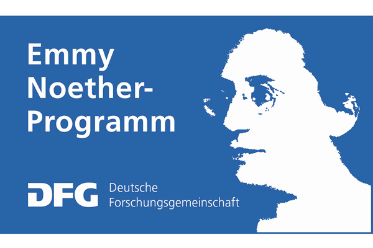 Emmy
Noether-
Programm
DFG Deutsche
Forschungsgemeinschaft